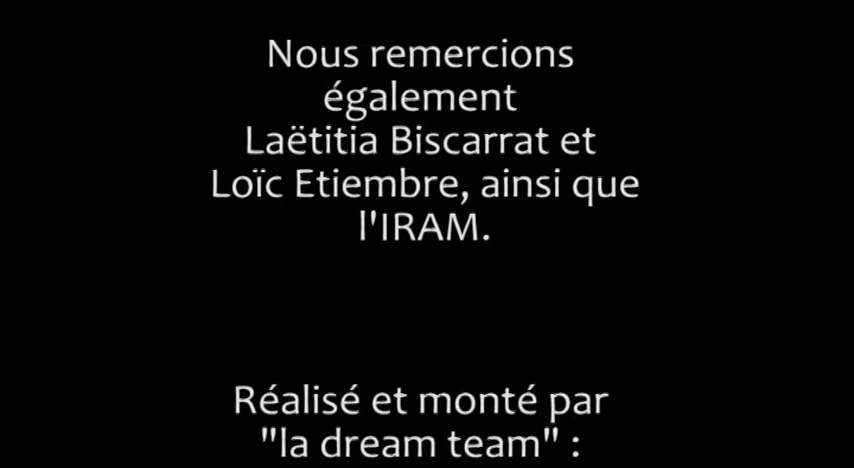 Nous remercions
également
Laëtitia Biscarrat et
Loïc Etiembre, ainsi que
l'IRAM.
Réalisé et monté par
"la dream team" :